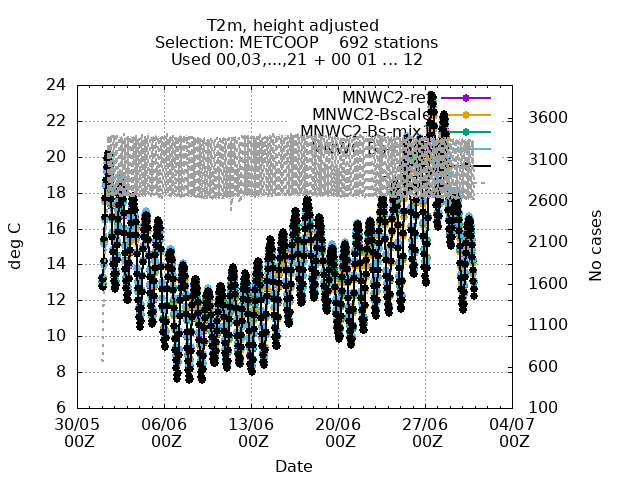 T2m, height adjusted
Selection: METCOOP 692 stations
Used 00,03,...,21 + 00 01 ... 12
24
22
20
18
16
14
12
10
8
6
3600
3100
2600
2100
1600
1100
600
100
MNWC2-ref
MNWC2-Bscale
MNWC2-Bs-mix
deg C
No cases
30/05 06/06 13/06 20/06 27/06 04/07
00Z 00Z 00Z 00Z 00Z 00Z
Date